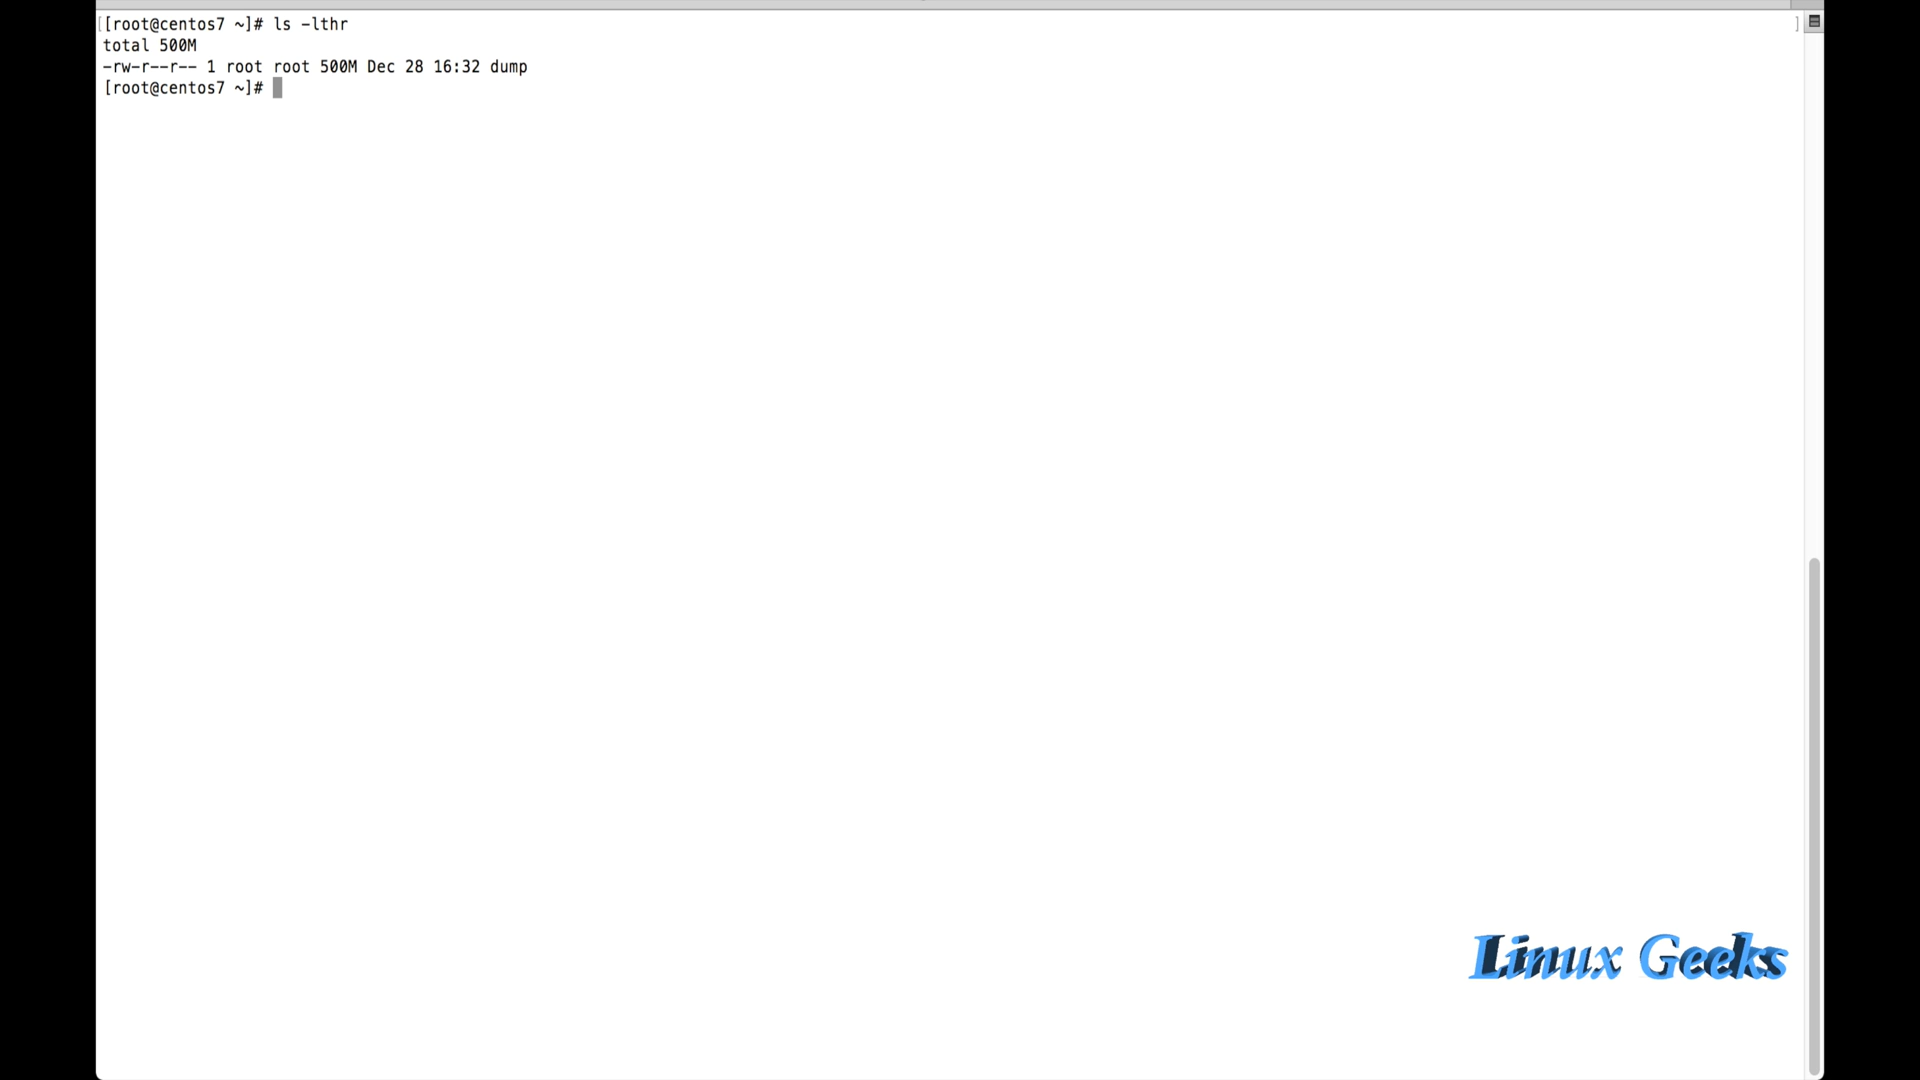 [[root@centos7 ~]# ls -lthr ]
total 500M
-rw-r--r-- 1 root root 500M Dec 28 16:32 dump
[root@centos7 ~]#
Linux Geeks